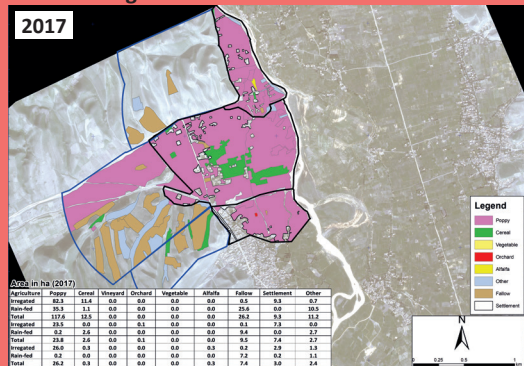 2017
Legend
Poppy
Cereal
Vegetable
Orchard
Alfalfa
Other
Fallow
Settlement
Area in ha (2017)
Agriculture Poppy Cereal Vineyard Orchard Vegetable Alfalfa Fallow Settlement Other
Irregated 82.3 11.4 0.0 0.0 0.0 0.0 0.5 9.3 0.7
Rain-fed 35.3 1.1 0.0 0.0 0.0 0.0 25.6 0.0 10.5
Total 117.6 12.5 0.0 0.0 0.0 0.0 26.2 9.3 11.2
Irregated 23.5 0.0 0.0 0.1 0.0 0.0 0.1 7.3 0.0
Rain-fed 0.2 2.6 0.0 0.0 0.0 0.0 9.4 0.0 2.7
Total 23.8 2.6 0.0 0.1 0.0 0.0 9.5 7.4 2.7
Irregated 26.0 0.3 0.0 0.0 0.0 0.3 0.2 2.9 1.3
Rain-fed 0.2 0.0 0.0 0.0 0.0 0.0 7.2 0.2 1.1
Total 26.2 0.3 0.0 0.0 0.0 0.3 7.4 3.0 2.4
N
0 0.25 0.5 1